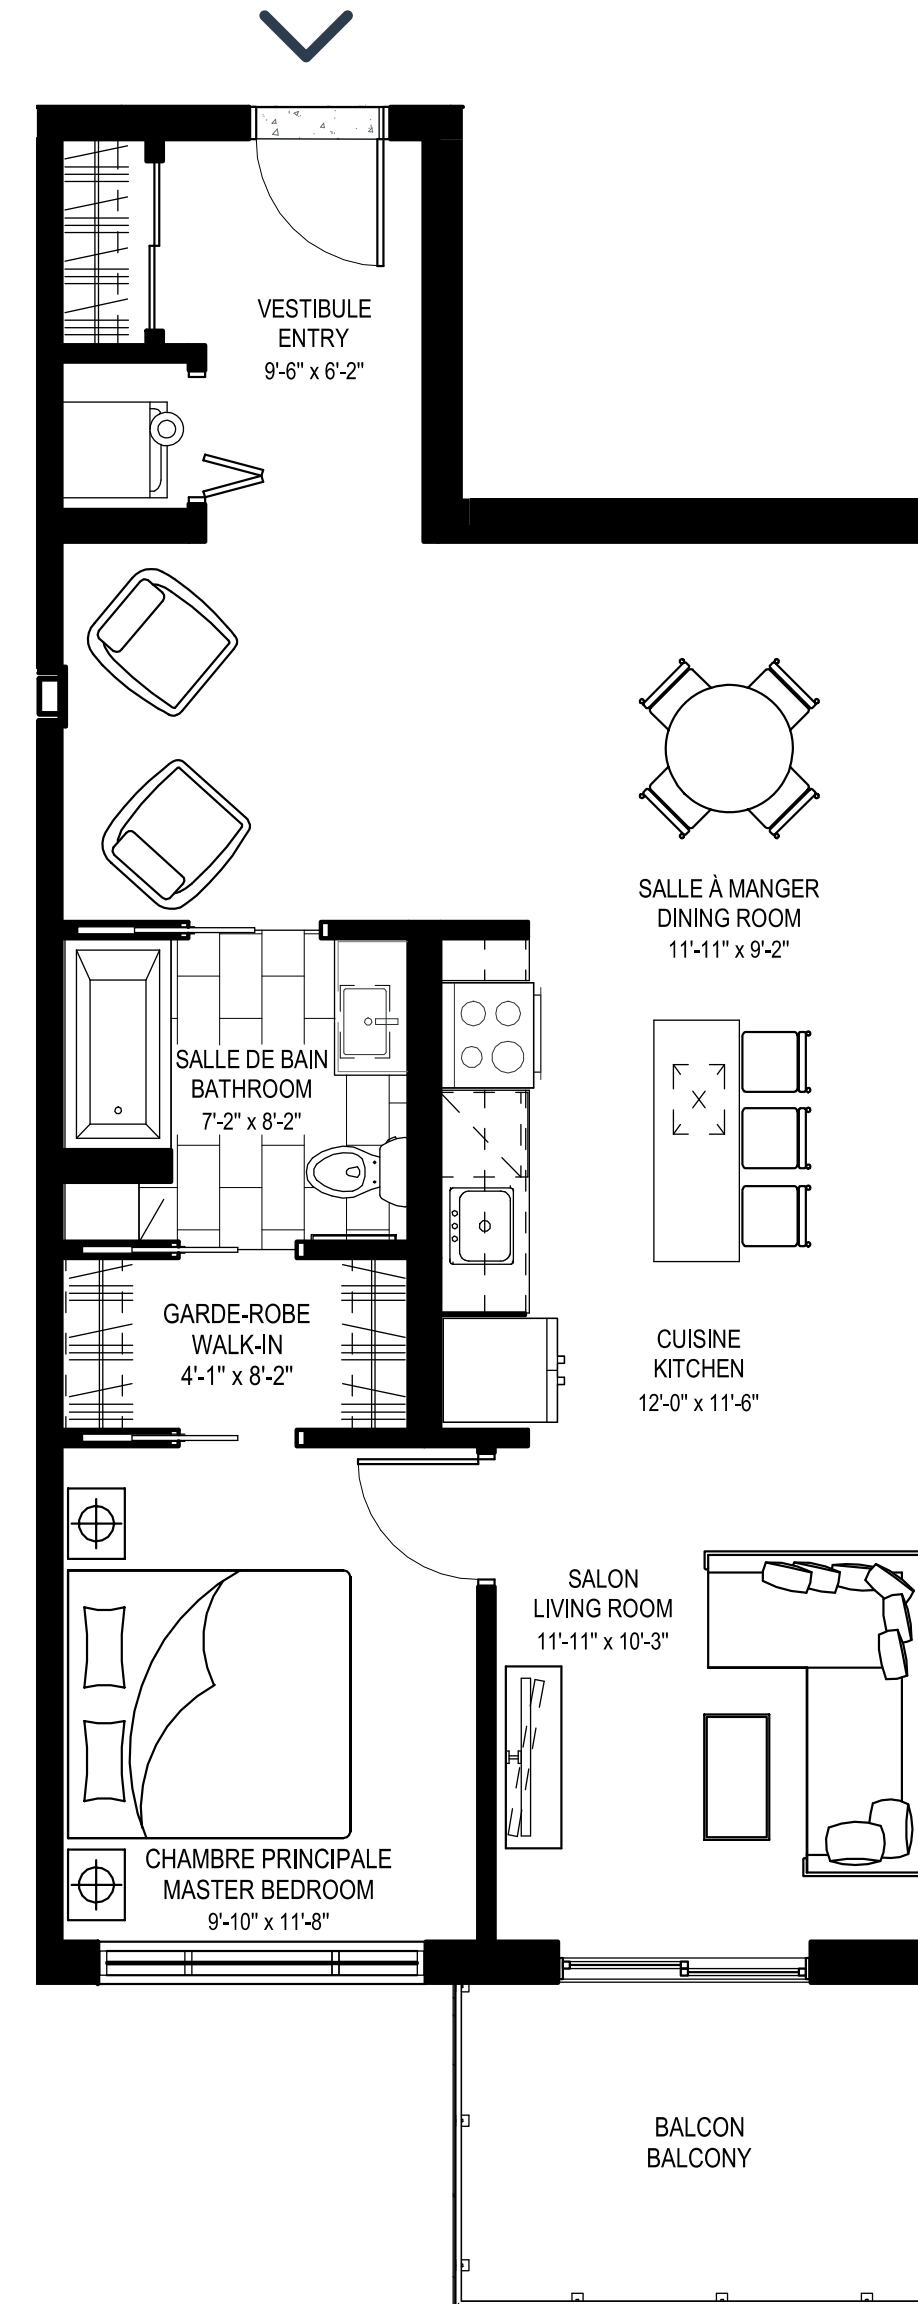 VESTIBULE
ENTRY
9'-6" x 6'-2"
SALLE À MANGER
DINING ROOM
11'-11" x 9'-2"
SALLE DE BAIN
BATHROOM
7'-2" x 8'-2"
GARDE-ROBE
WALK-IN
4'-1" x 8'-2"
CUISINE
KITCHEN
12'-0" x 11'-6"
SALON
LIVING ROOM
11'-11" x 10'-3"
CHAMBRE PRINCIPALE
MASTER BEDROOM
9'-10" x 11'-8"
BALCON
BALCONY